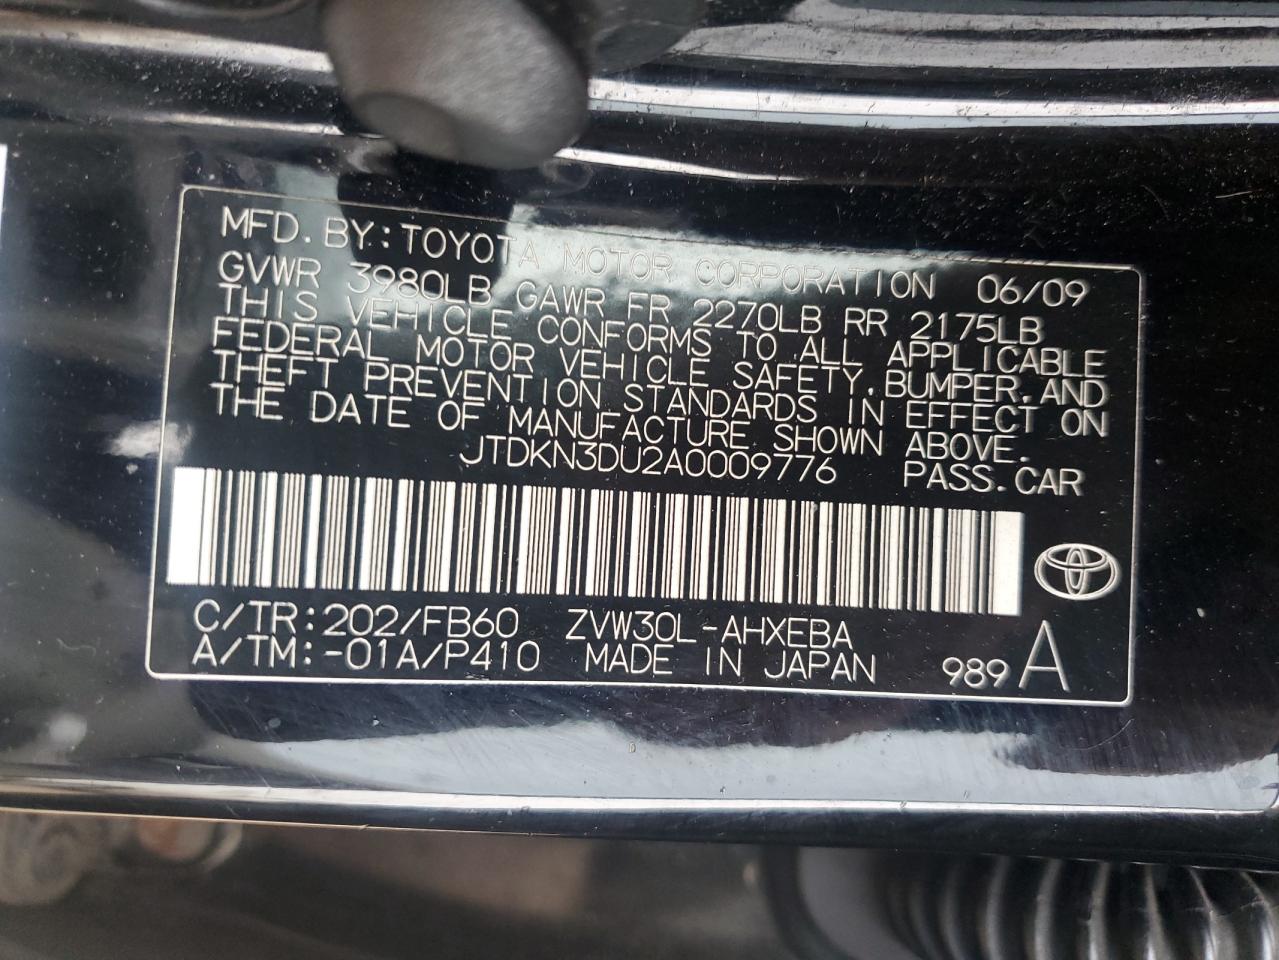 MFD. BY: TOYOTA MOTOR CORPORATION 06/09
GVWR 3980LB GAWR FR 2270LB RR 2175LB
THIS VEHICLE CONFORMS TO ALL APPLICABLE
FEDERAL MOTOR VEHICLE SAFETY, BUMPER, AND
THEFT PREVENTION STANDARDS IN EFFECT ON
THE DATE OF MANUFACTURE SHOWN ABOVE.
JTDKN3DU2A0009776 PASS. CAR
C/TR: 202/FB60 ZVW30L-AHXEBA
A/TM: -01A/P410 MADE IN JAPAN 989 A